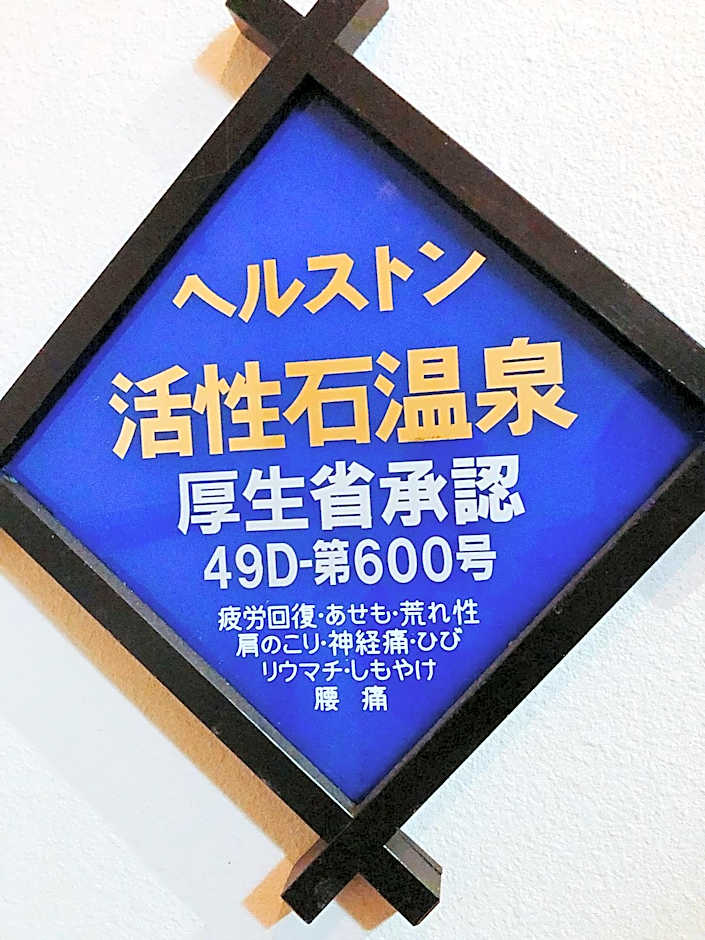 ヘルストン
活性石温泉
厚生省承認
49D-第600号
疲労回復・あせも・荒れ性
肩のこり・神経痛・ひび
リウマチ・しもやけ
腰 痛